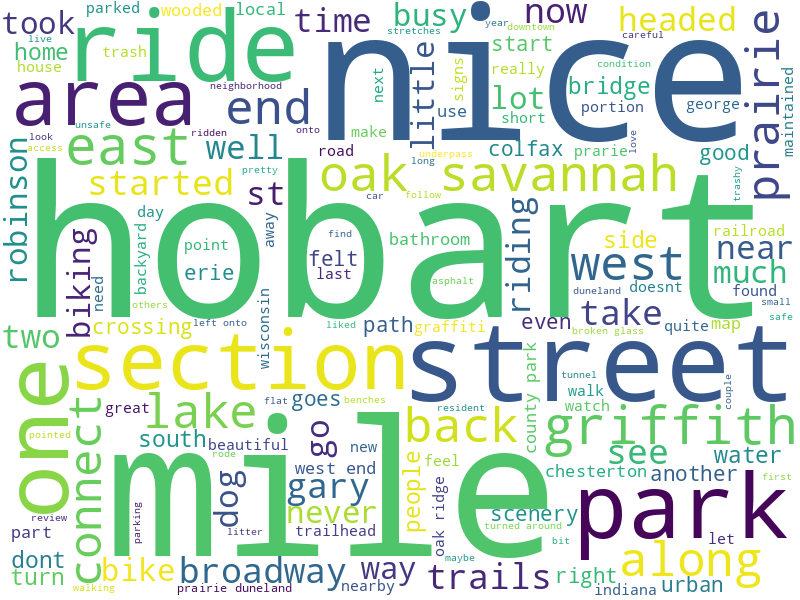 took
parked
wooded
local
time
busy
now
headed
careful
live
home
ride
stretches
year
downtown
start
condition
prairie
house
trash
area
nice
little
signs
next
really
bridge
lot
portion
george
use
short
maintained
neighborhood
ridden
onto
make
end
unsafe
look
access
east
well
road
underpass
long
colfax
prarie
love
good
pretty
started
st
oak
savannah
car
follow
trashy
robinson
day
backyard
hobart
point
erie
away
felt
last
bathroom
find
riding
side
railroad
west
near
much
doesnt
found
asphalt
duneland
small
biking
need
others
two
crossing
left onto
wisconsin
liked
path
graffiti
even
take
quite
map
safe
broken glass
section
street
tunnel
walk
couple
one
connect
great
lake
goes
flat
benches
resident
watch
back
county park
griffith
pointed
south
beautiful
go
new
rode
people
feel
see
water
west end
mile
chesterton
another
first
review
dog
gary
never
scenery
oak ridge
turned around
park
part
parking
litter
trailhead
bit
let
dont
turn
bike
broadway
way
maybe
trails
right
along
urban
walking
prairie duneland
nearby
indiana